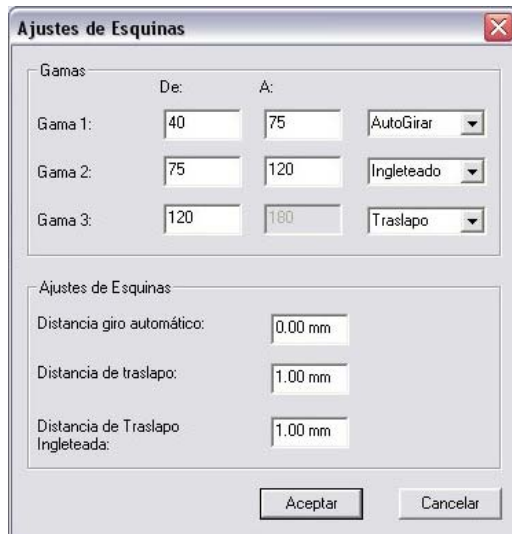 Ajustes de Esquinas
Gamas
De: A:
Gama 1: 40 75 AutoGirar
Gama 2: 75 120 Ingleteado
Gama 3: 120 180 Traslapo
Ajustes de Esquinas
Distancia giro automático: 0.00 mm
Distancia de traslapo: 1.00 mm
Distancia de Traslapo
Ingleteada: 1.00 mm
Aceptar Cancelar